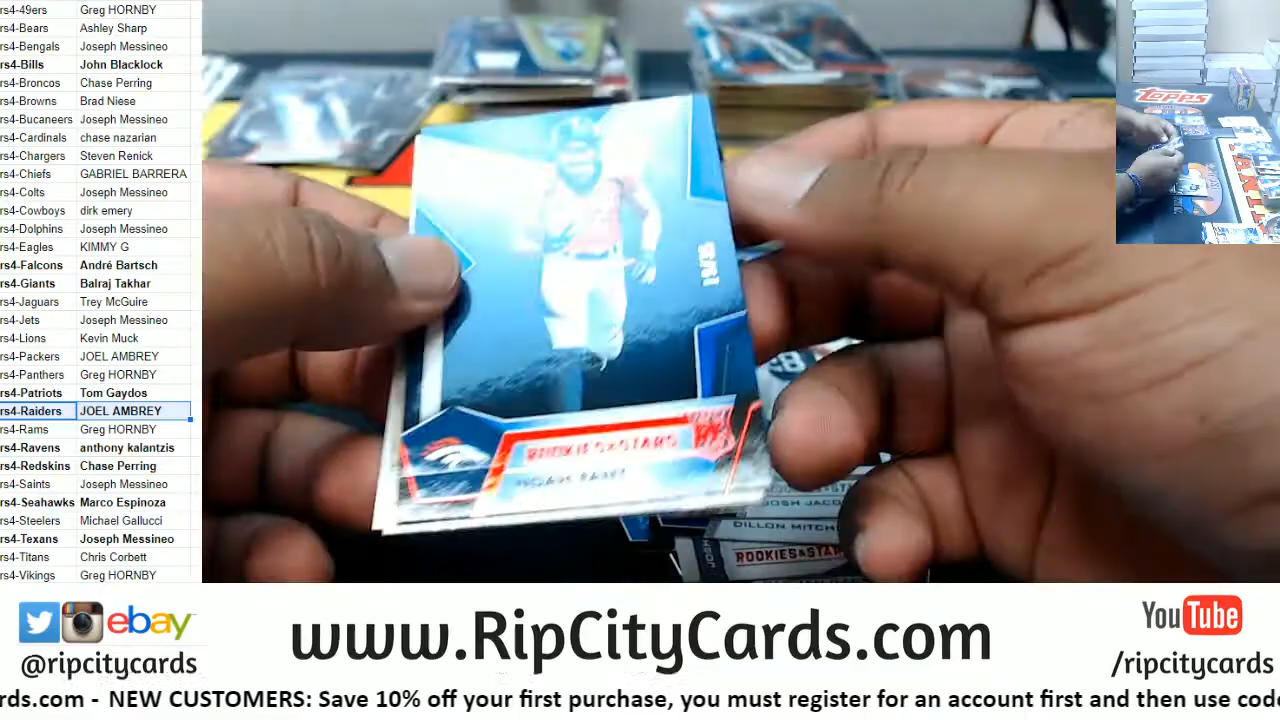 rs4-49ers Greg HORNBY
rs4-Bears Ashley Sharp
rs4-Bengals Joseph Messineo
rs4-Bills John Blacklock
rs4-Broncos Chase Perring
rs4-Browns Brad Niese
rs4-Bucaneers Joseph Messineo
rs4-Cardinals chase nazarian
rs4-Chargers Steven Renick
rs4-Chiefs GABRIEL BARRERA
rs4-Colts Joseph Messineo
rs4-Cowboys dirk emery
rs4-Dolphins Joseph Messineo
rs4-Eagles KIMMY G
rs4-Falcons André Bartsch
rs4-Giants Balraj Takhar
rs4-Jaguars Trey McGuire
rs4-Jets Joseph Messineo
rs4-Lions Kevin Muck
rs4-Packers JOEL AMBREY
rs4-Panthers Greg HORNBY
rs4-Patriots Tom Gaydos
rs4-Raiders JOEL AMBREY
rs4-Rams Greg HORNBY
rs4-Ravens anthony kalantzis
rs4-Redskins Chase Perring
rs4-Saints Joseph Messineo
rs4-Seahawks Marco Espinoza
rs4-Steelers Michael Gallucci
rs4-Texans Joseph Messineo
rs4-Titans Chris Corbett
rs4-Vikings Greg HORNBY
Topps
ROOKIES & STARS
NOAH FANT
JOSH JACO
DILLON MITCH
ROOKIES & STAR
ebay
@ripcitycards
www.RipCityCards.com
YouTube
/ripcitycards
rds.com - NEW CUSTOMERS: Save 10% off your first purchase, you must register for an account first and then use code